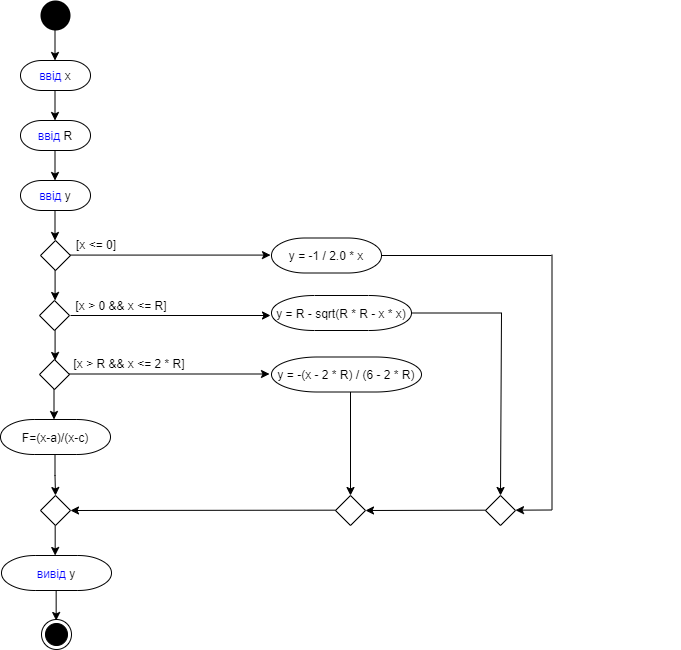 ввід x
ввід R
ввід y
[x <= 0]
y = -1 / 2.0 * x
[x > 0 && x <= R]
y = R - sqrt(R * R - x * x)
[x > R && x <= 2 * R]
y = -(x - 2 * R) / (6 - 2 * R)
F=(x-a)/(x-c)
вивід y